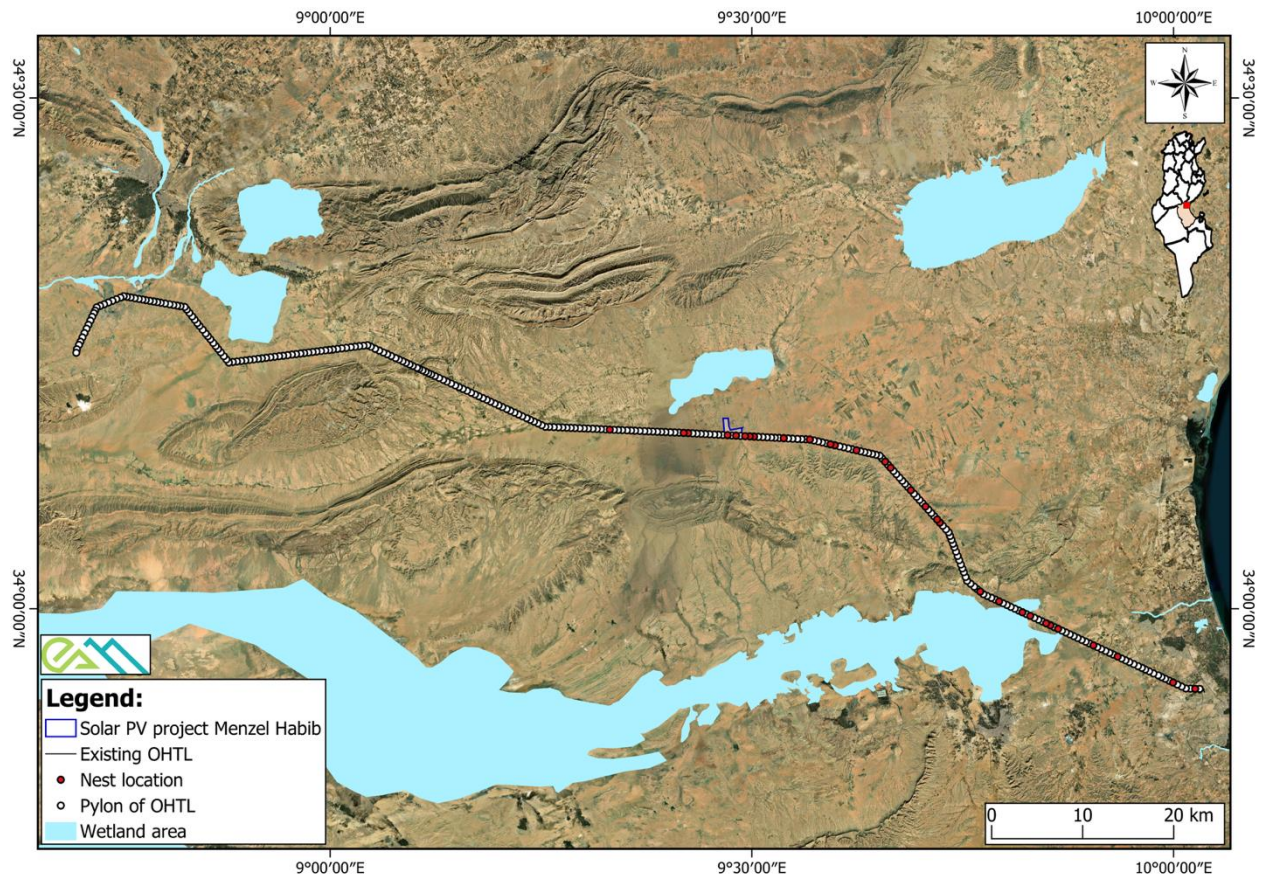 9°00′00″E
9°30′00″E
10°00′00″E
34°30′00″N
34°30′00″N
N
W
E
S
34°00′00″N
34°00′00″N
Legend:
Solar PV project Menzel Habib
Existing OHTL
Nest location
Pylon of OHTL
Wetland area
0
10
20 km
9°00′00″E
9°30′00″E
10°00′00″E